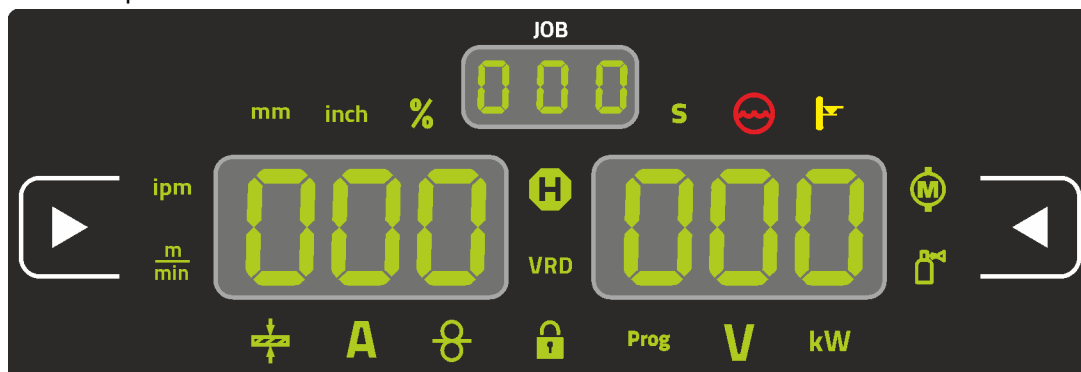 JOB
000
mm inch % S
ipm 000 H 000 M
m
min VRD
A Prog V kW